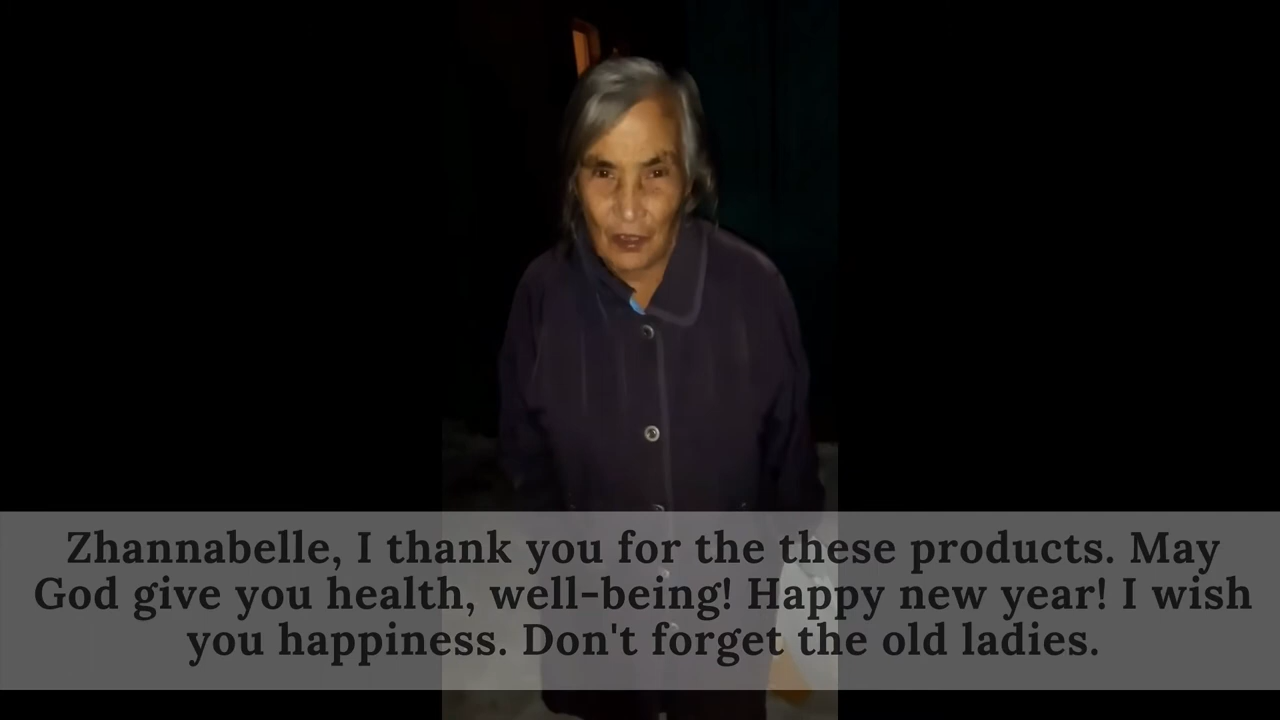 Zhannabelle, I thank you for the these products. May
God give you health, well-being! Happy new year! I wish
you happiness. Don't forget the old ladies.